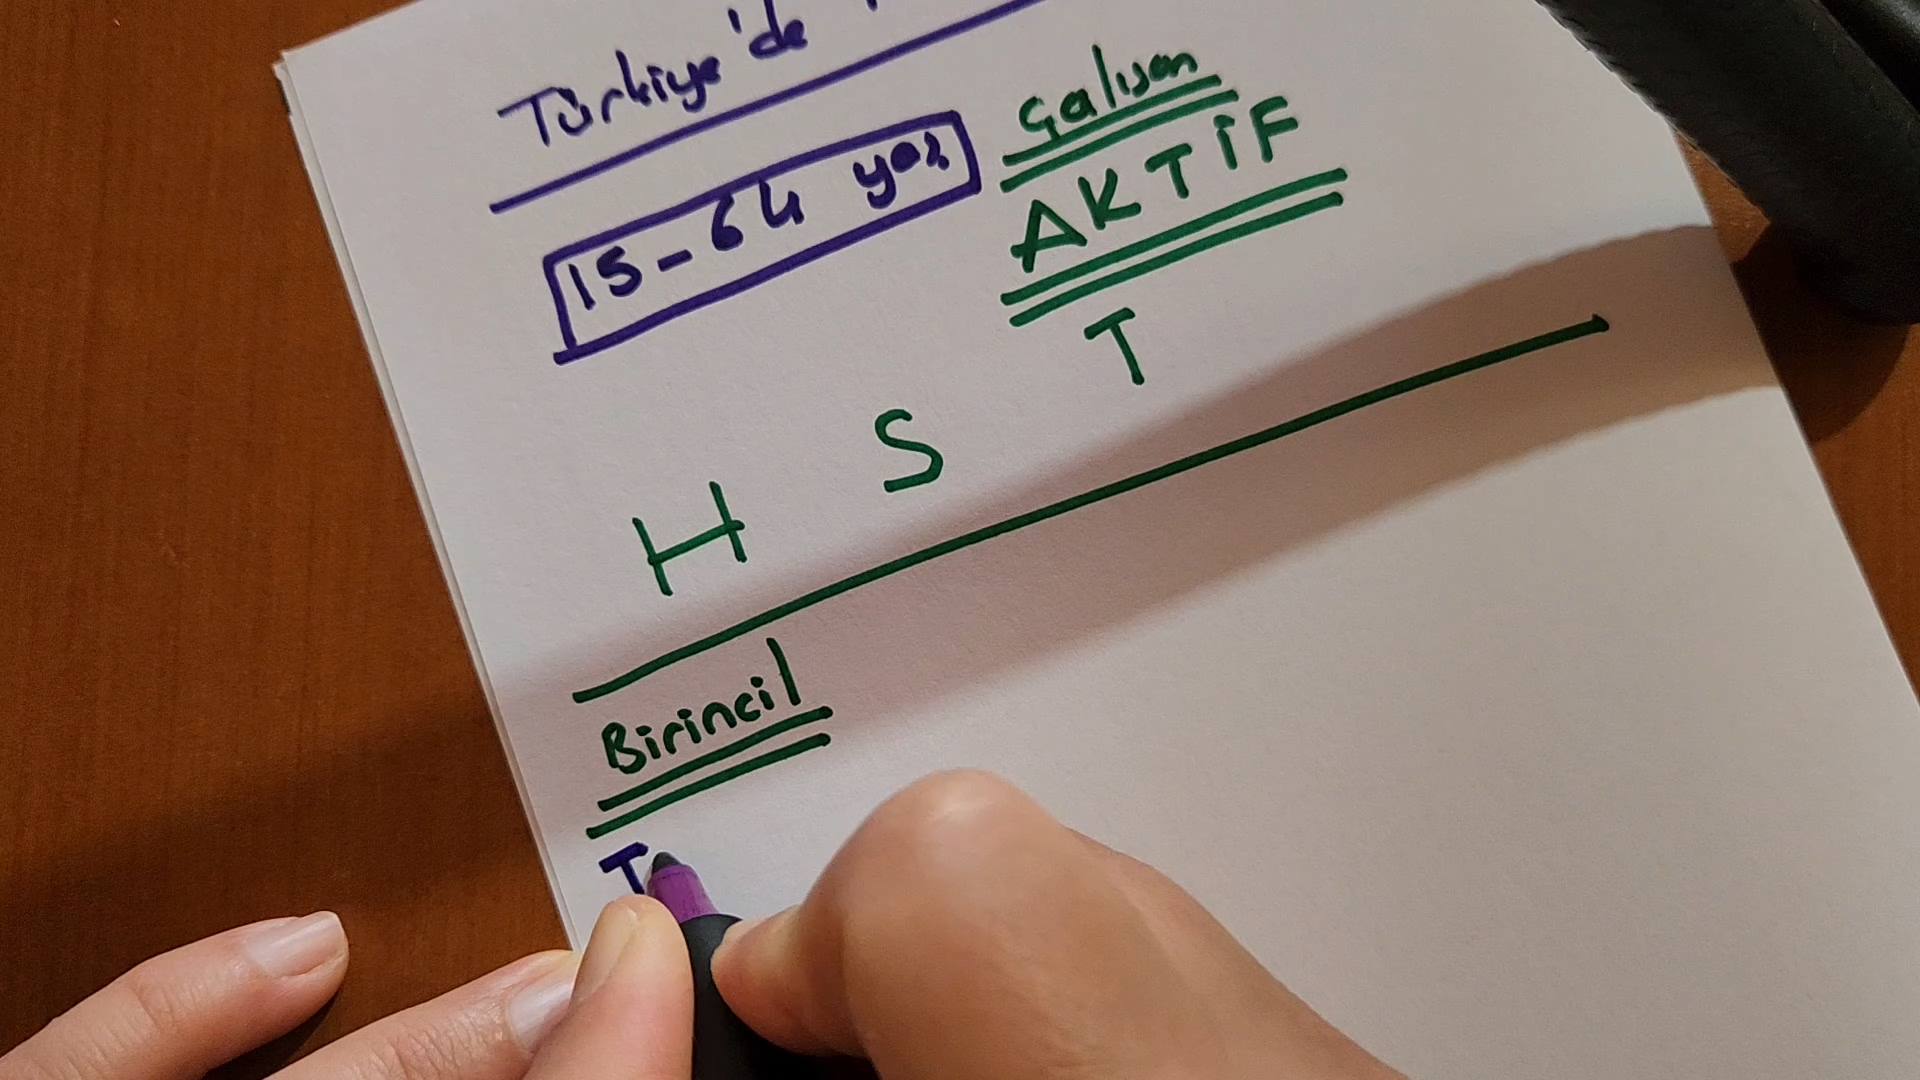 Türkiye'de
15-64 yaş
Çalışan
AKTİF
H S T
Birincil
T